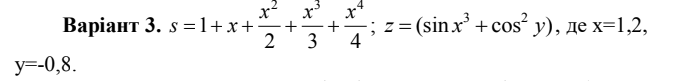 Варіант 3. s = 1 + x + x²/2 + x³/3 + x⁴/4; z = (sin x³ + cos² y), де x=1,2,
y=-0,8.